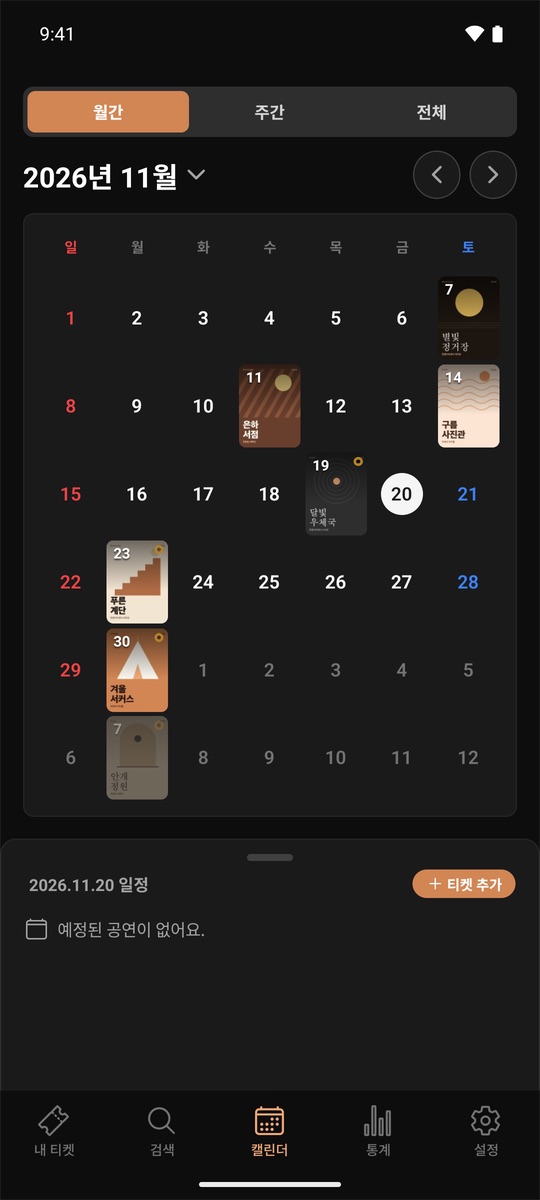 9:41
월간 주간 전체
2026년 11월
일 월 화 수 목 금 토
1 2 3 4 5 6 7
별빛
정거장
8 9 10 11 12 13 14
은하
서점
구름
사진관
15 16 17 18 19 20 21
달빛
우체국
22 23 24 25 26 27 28
푸른
계단
29 30 1 2 3 4 5
겨울
서커스
6 7 8 9 10 11 12
안개
정원
2026.11.20 일정
+ 티켓 추가
예정된 공연이 없어요.
내 티켓 검색 캘린더 통계 설정